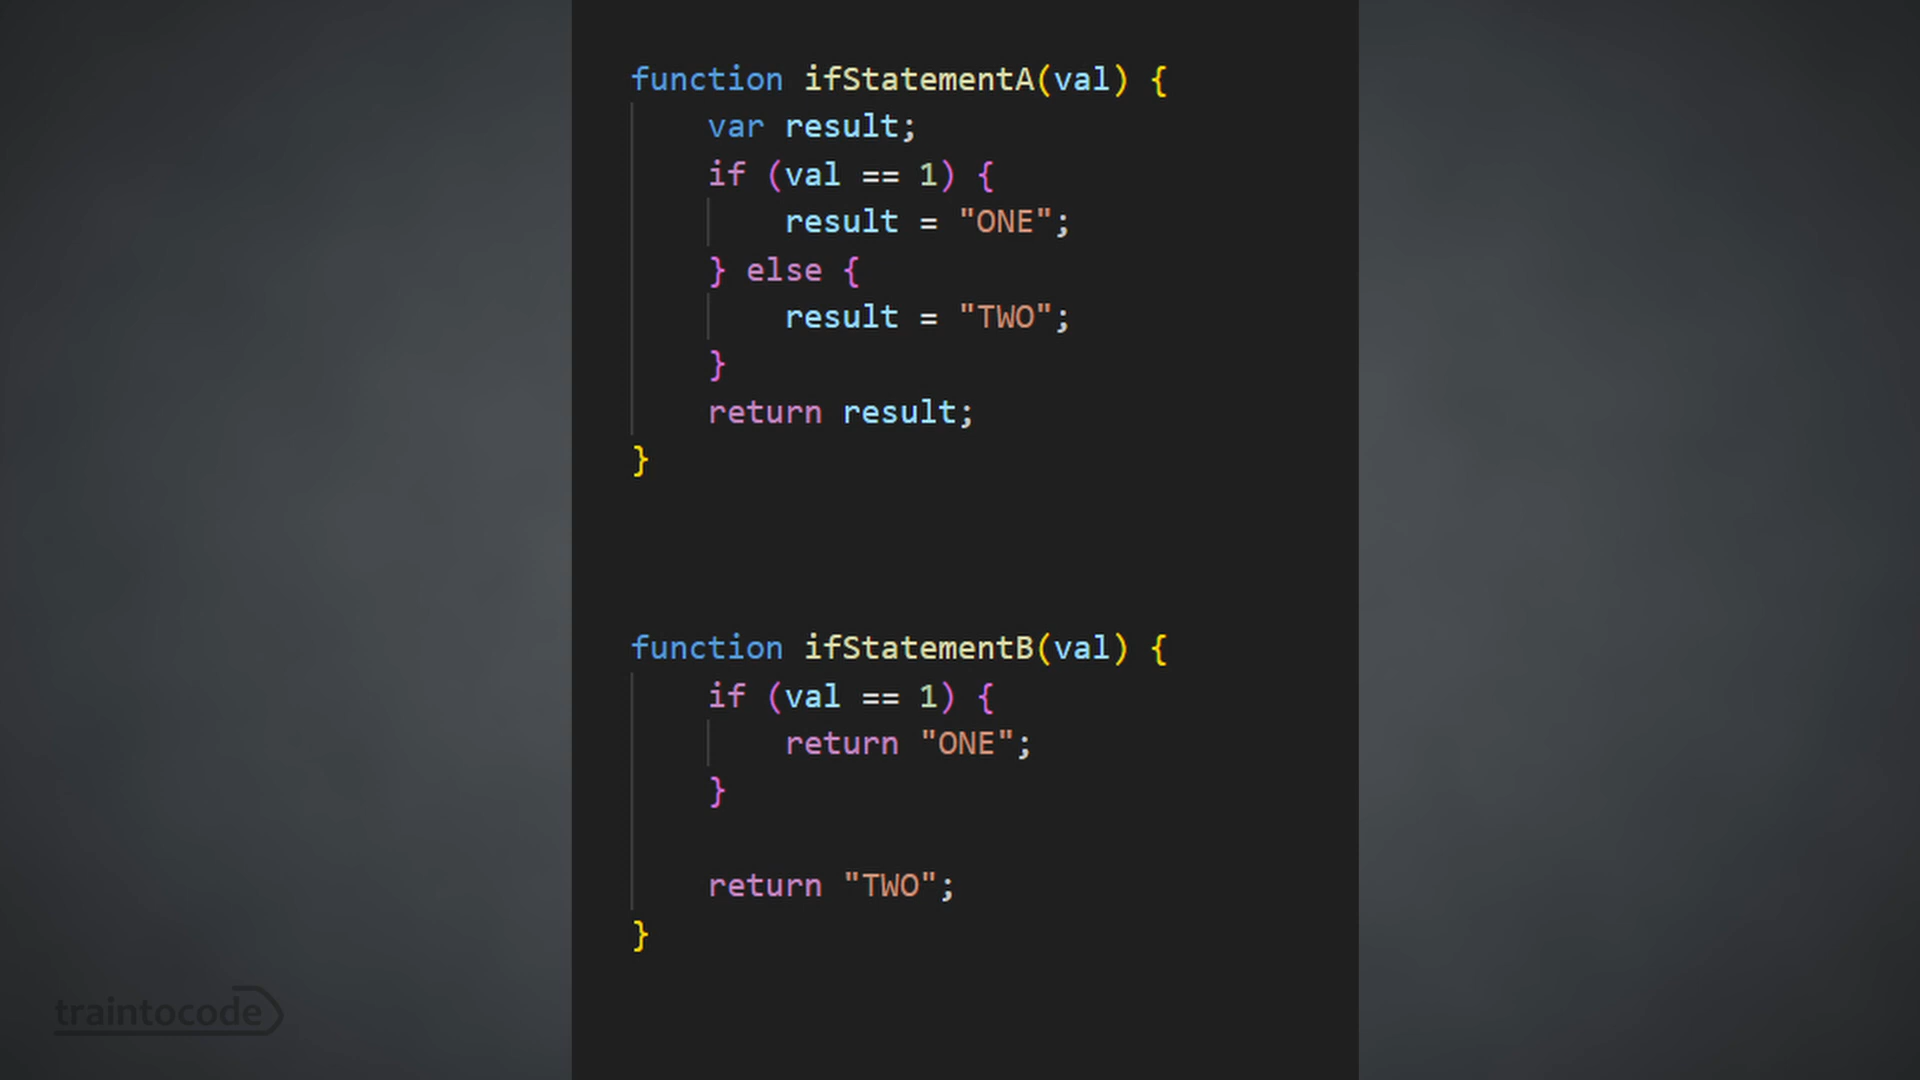 function ifStatementA(val) {
    var result;
    if (val == 1) {
        result = "ONE";
    } else {
        result = "TWO";
    }
    return result;
}
function ifStatementB(val) {
    if (val == 1) {
        return "ONE";
    }
    return "TWO";
}
traintocode